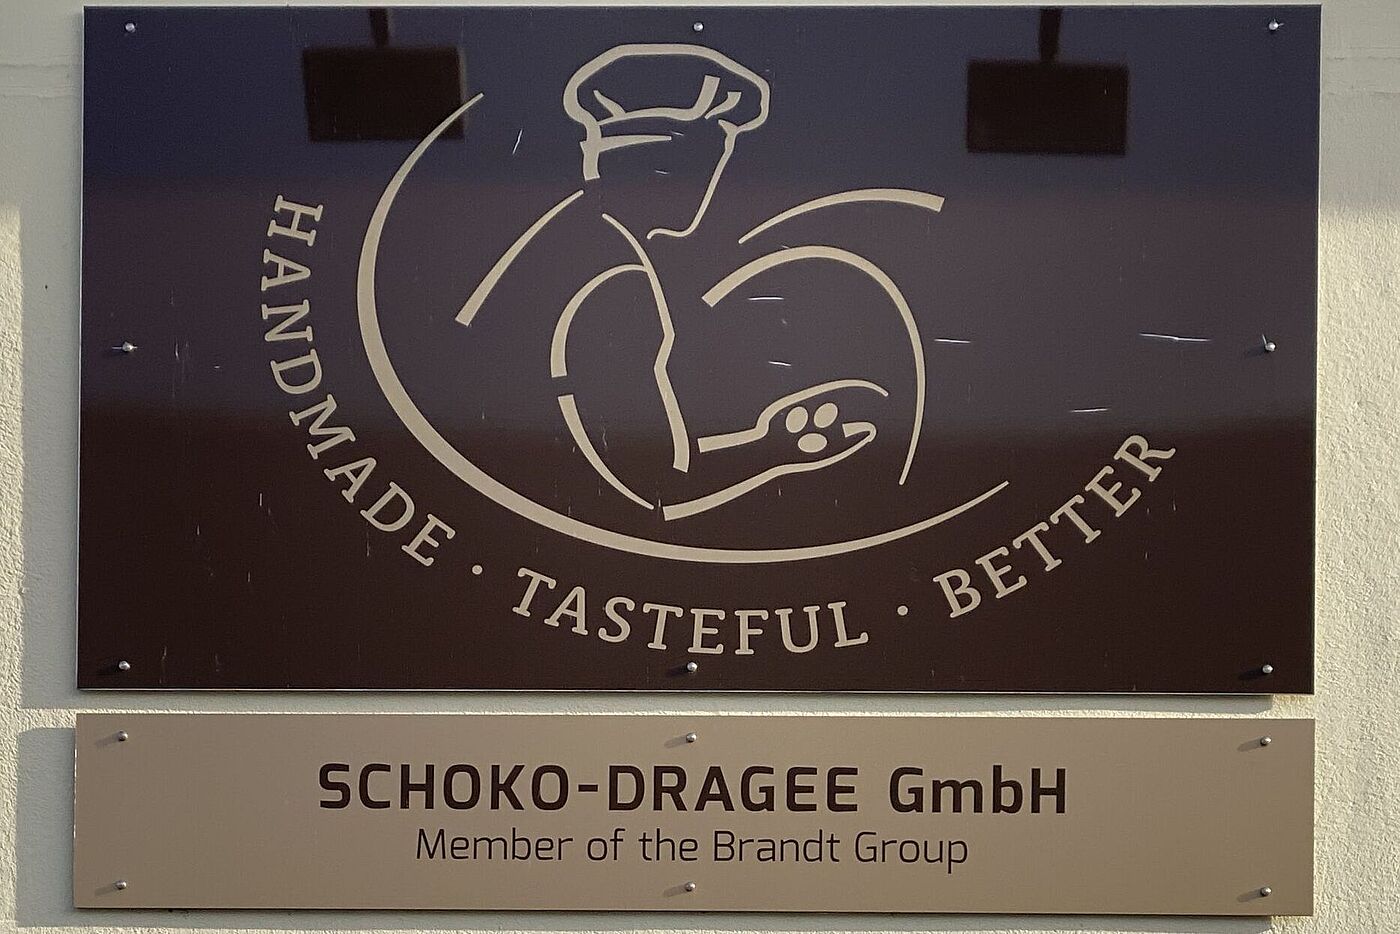 HANDMADE · TASTEFUL · BETTER
SCHOKO-DRAGEE GmbH
Member of the Brandt Group